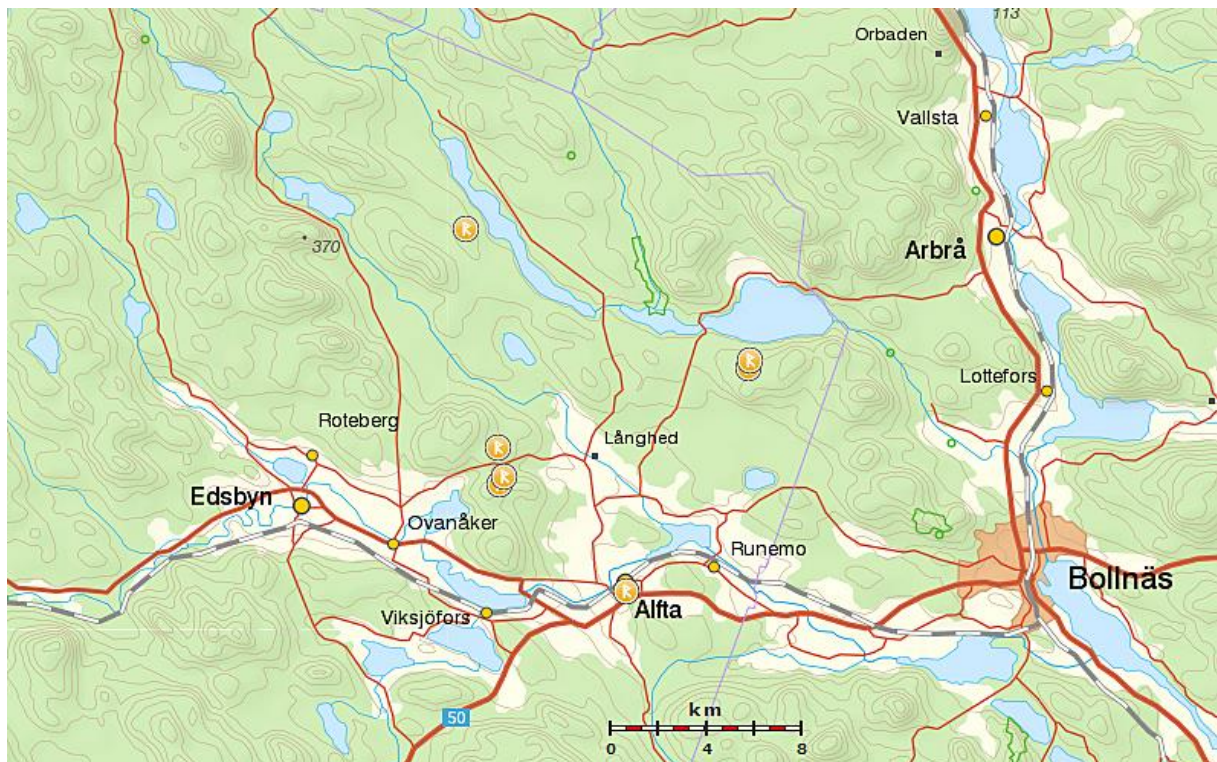 113
Orbaden
Vallsta
370
Arbrå
Lottefors
Roteberg
Långhed
Edsbyn
Ovanåker
Runemo
Bollnäs
Viksjöfors
Alfta
50
km
0 4 8